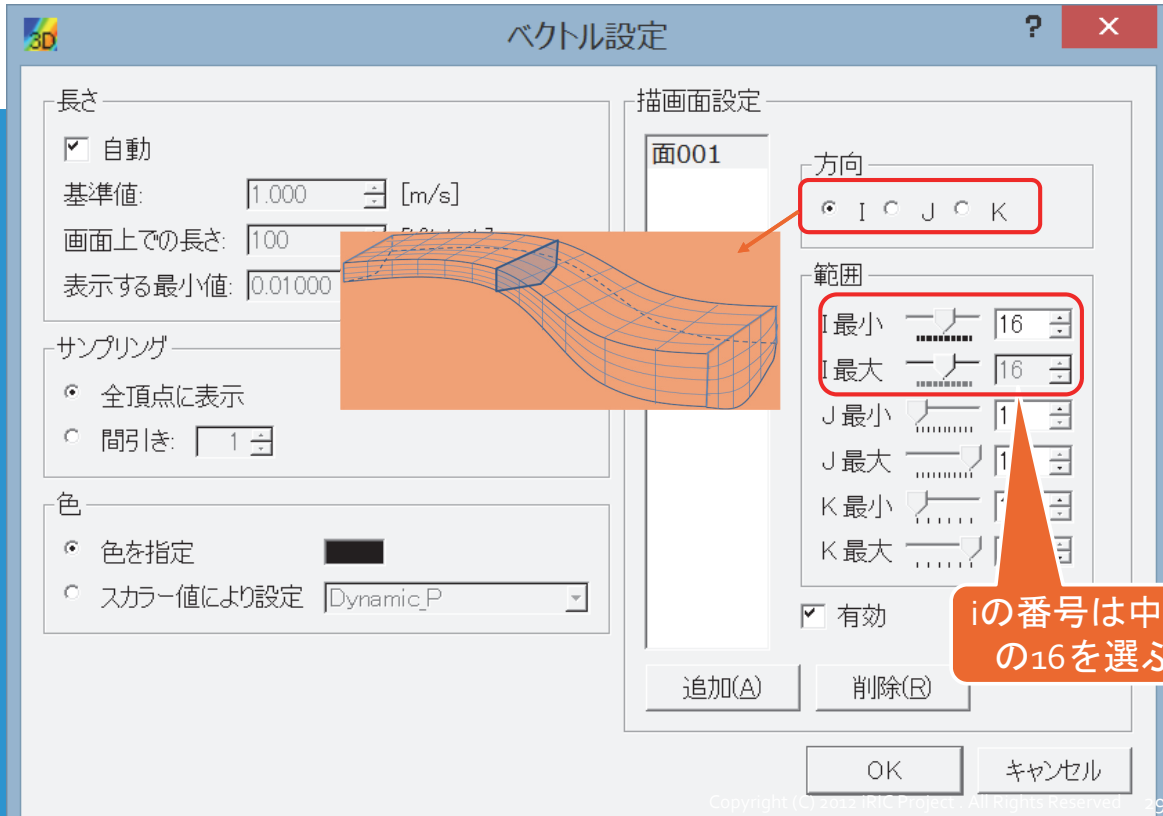 3D
ベクトル設定
?
長さ
自動
基準値: 1.000 [m/s]
画面上での長さ: 100
表示する最小値: 0.01000
サンプリング
全頂点に表示
間引き: 1
色
色を指定
スカラー値により設定 Dynamic_P
描画面設定
面001
方向
I J K
範囲
I 最小 16
I 最大 16
J 最小 1
J 最大 1
K 最小
K 最大
有効
iの番号は中
の16を選ぶ
追加(A) 削除(R)
OK キャンセル
Copyright (C) 2012 iRIC Project . All Rights Reserved 29